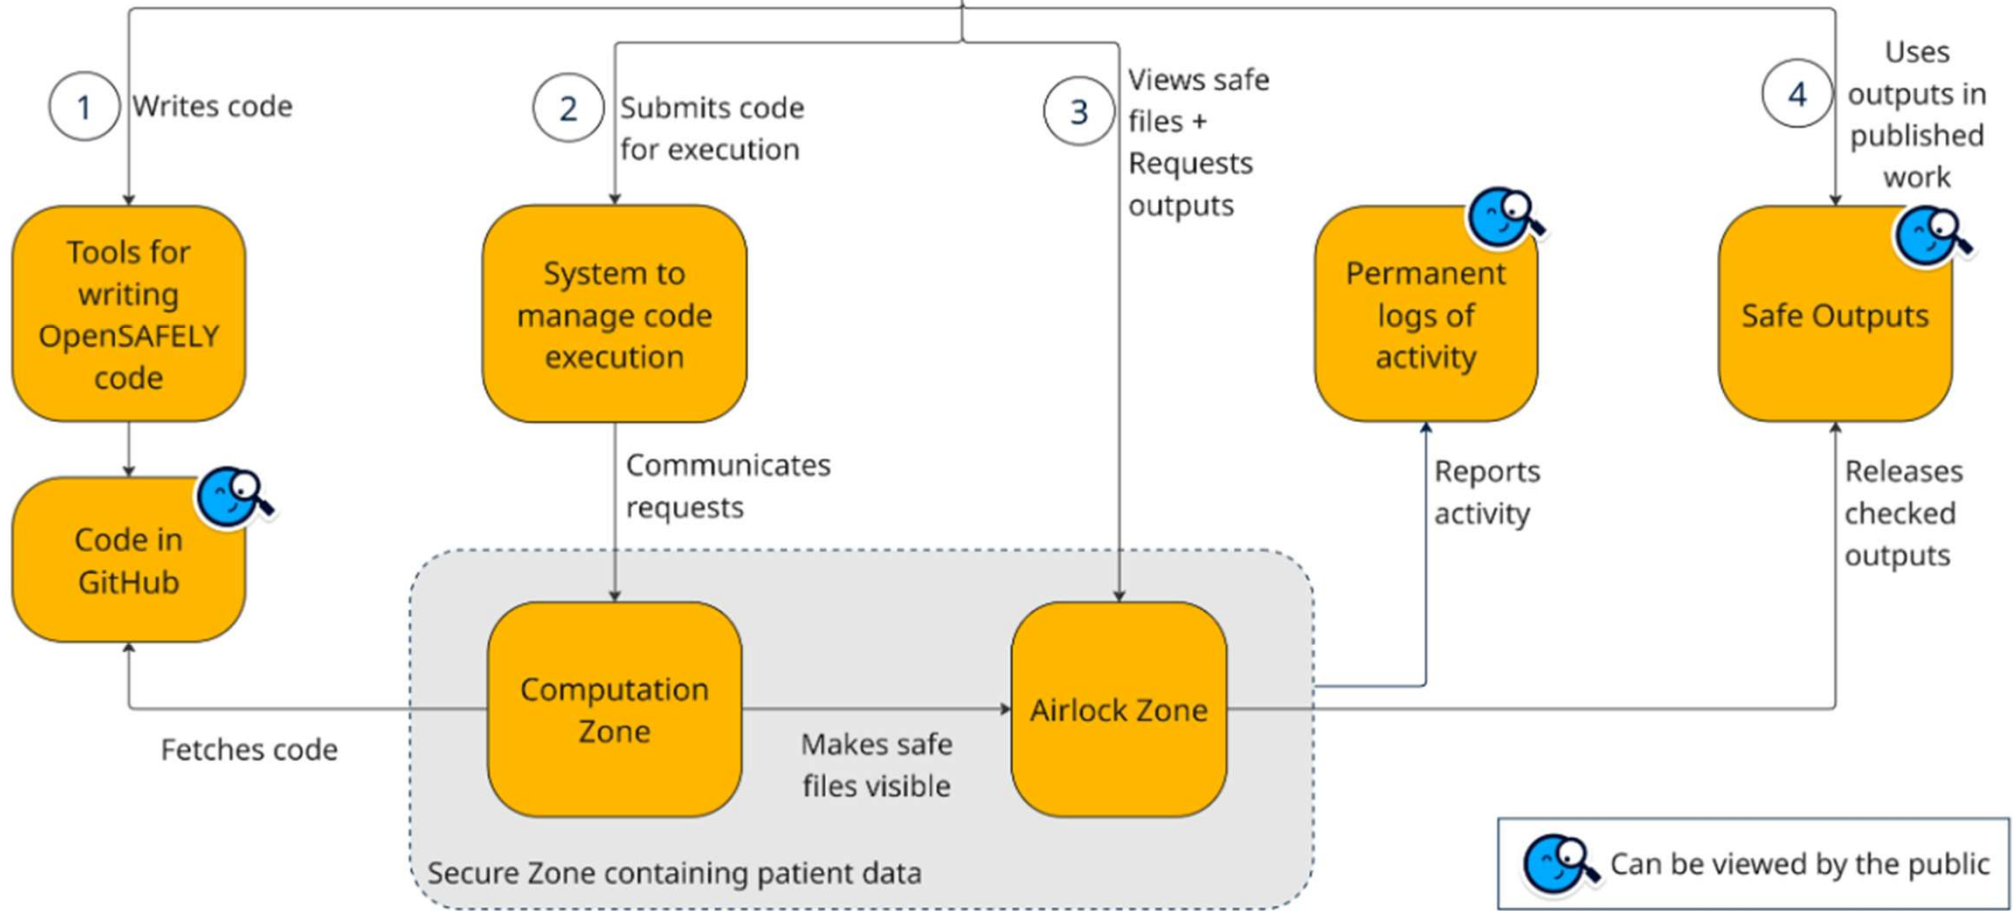 1
Writes code
2
Submits code
for execution
3
Views safe
files +
Requests
outputs
4
Uses
outputs in
published
work
Tools for
writing
OpenSAFELY
code
System to
manage code
execution
Permanent
logs of
activity
Safe Outputs
Communicates
requests
Reports
activity
Releases
checked
outputs
Code in
GitHub
Computation
Zone
Airlock Zone
Fetches code
Makes safe
files visible
Secure Zone containing patient data
Can be viewed by the public